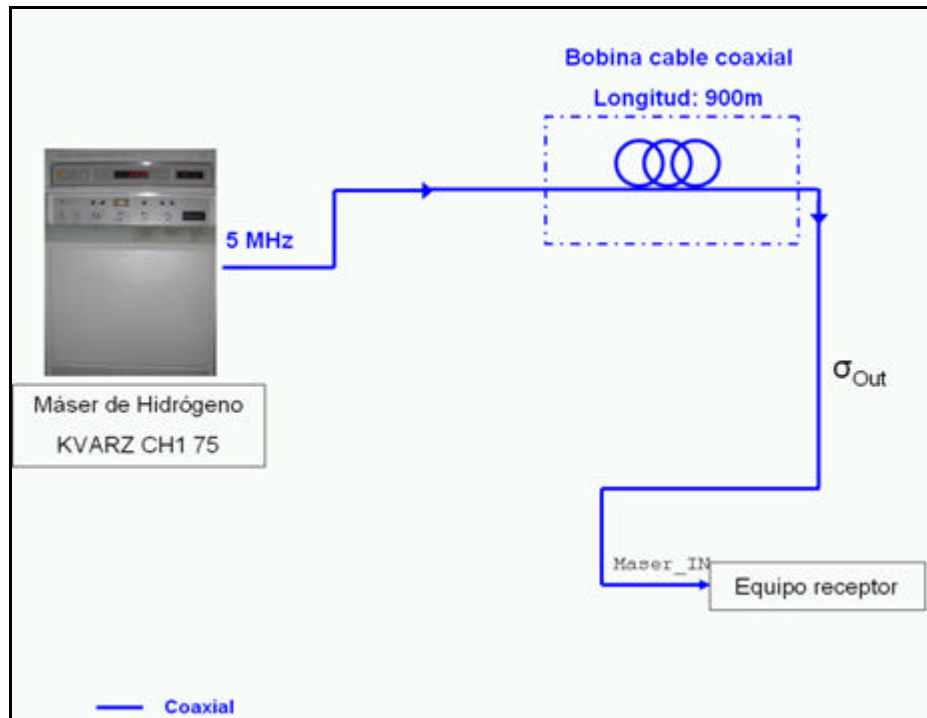 Bobina cable coaxial
Longitud: 900m
5 MHz
σOut
Máser de Hidrógeno
KVARZ CH1 75
Maser_IN
Equipo receptor
Coaxial